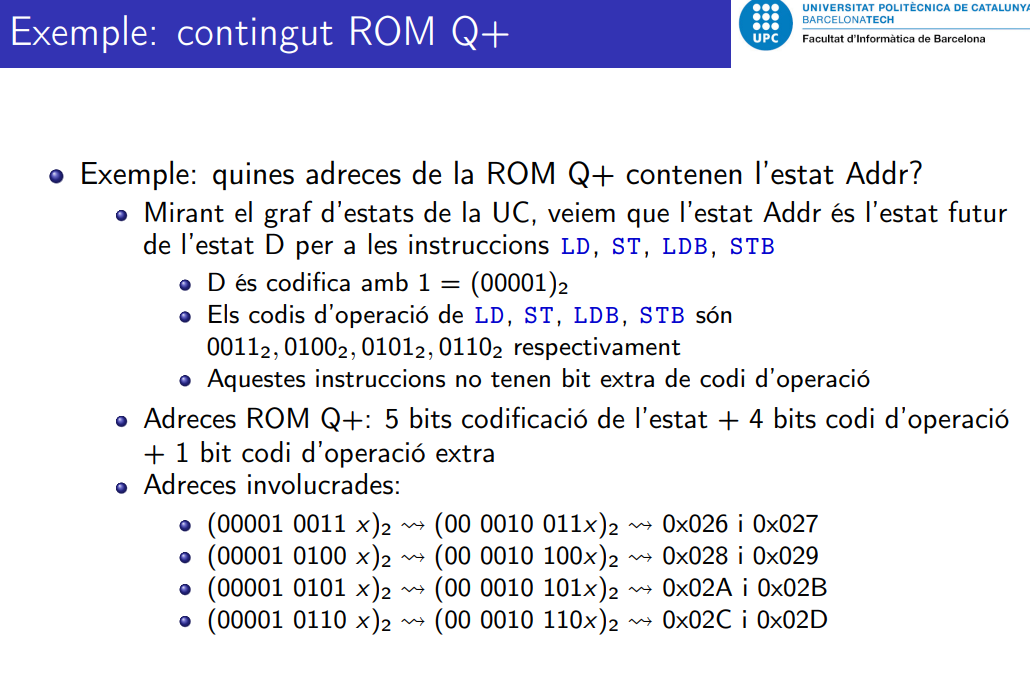 Exemple: contingut ROM Q+
UNIVERSITAT POLITÈCNICA DE CATALUNYA
BARCELONATECH
Facultat d'Informàtica de Barcelona
UPC
Exemple: quines adreces de la ROM Q+ contenen l'estat Addr?
Mirant el graf d'estats de la UC, veiem que l'estat Addr és l'estat futur
de l'estat D per a les instruccions LD, ST, LDB, STB
D és codifica amb 1 = (00001)₂
Els codis d'operació de LD, ST, LDB, STB són
0011₂, 0100₂, 0101₂, 0110₂ respectivament
Aquestes instruccions no tenen bit extra de codi d'operació
Adreces ROM Q+: 5 bits codificació de l'estat + 4 bits codi d'operació
+ 1 bit codi d'operació extra
Adreces involucrades:
(00001 0011 x)₂ ⇝ (00 0010 011x)₂ ⇝ 0x026 i 0x027
(00001 0100 x)₂ ⇝ (00 0010 100x)₂ ⇝ 0x028 i 0x029
(00001 0101 x)₂ ⇝ (00 0010 101x)₂ ⇝ 0x02A i 0x02B
(00001 0110 x)₂ ⇝ (00 0010 110x)₂ ⇝ 0x02C i 0x02D